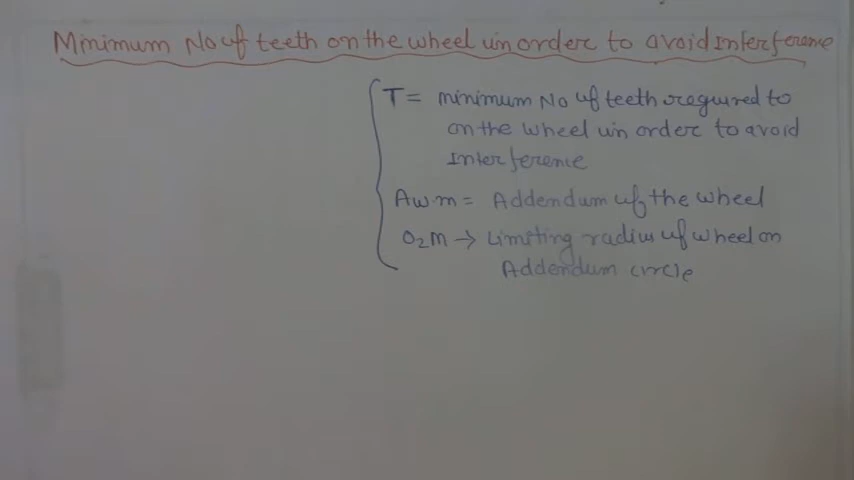 Minimum No of teeth on the wheel in order to avoid Interference
T = minimum No of teeth required to
on the wheel in order to avoid
Interference
Aw.m = Addendum of the wheel
O2M → Limiting radius of wheel on
Addendum circle